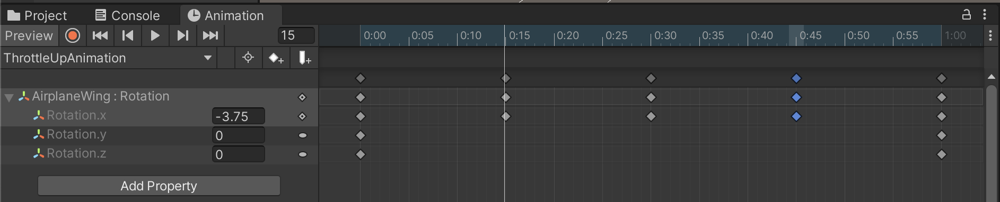 Project Console Animation
Preview 15 0:00 0:05 0:10 0:15 0:20 0:25 0:30 0:35 0:40 0:45 0:50 0:55 1:00
ThrottleUpAnimation
AirplaneWing : Rotation
Rotation.x -3.75
Rotation.y 0
Rotation.z 0
Add Property